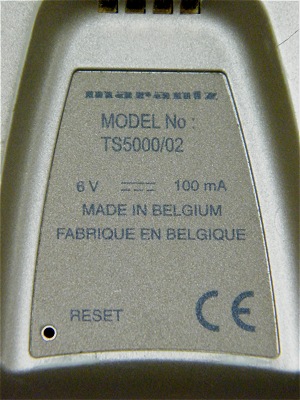 marantz
MODEL No :
TS5000/02
6 V ⎓ 100 mA
MADE IN BELGIUM
FABRIQUE EN BELGIQUE
RESET CE